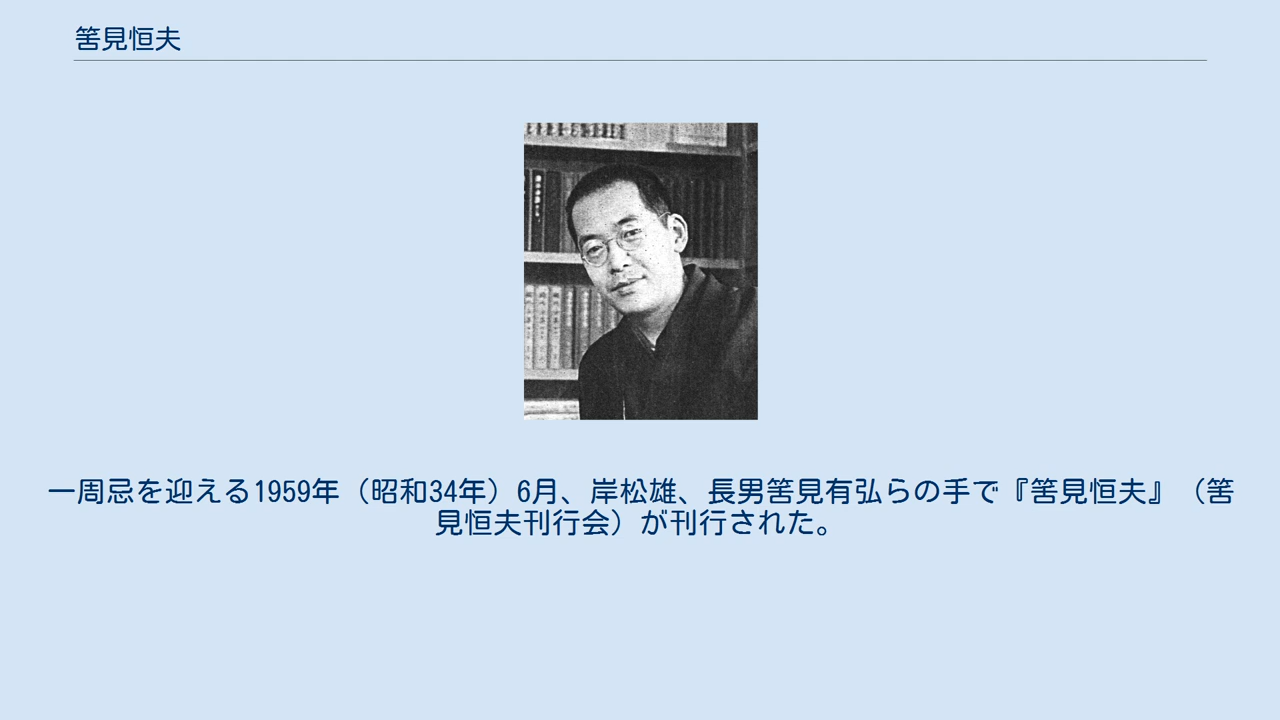 筈見恒夫
一周忌を迎える1959年（昭和34年）6月、岸松雄、長男筈見有弘らの手で『筈見恒夫』（筈
見恒夫刊行会）が刊行された。